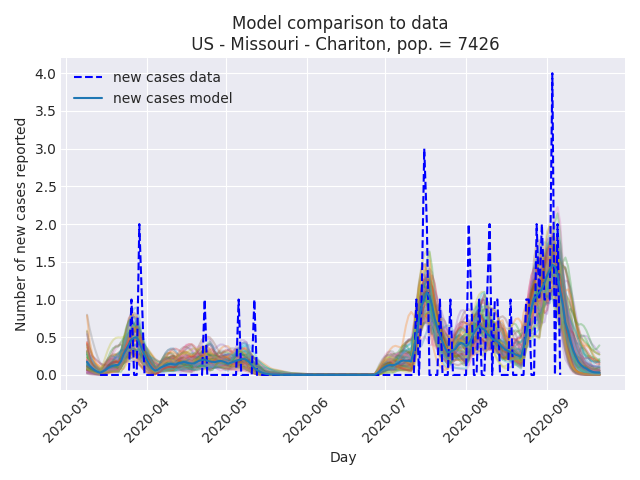 Model comparison to data
US - Missouri - Chariton, pop. = 7426
new cases data
new cases model
Number of new cases reported
4.0
3.5
3.0
2.5
2.0
1.5
1.0
0.5
0.0
2020-03
2020-04
2020-05
2020-06
2020-07
2020-08
2020-09
Day